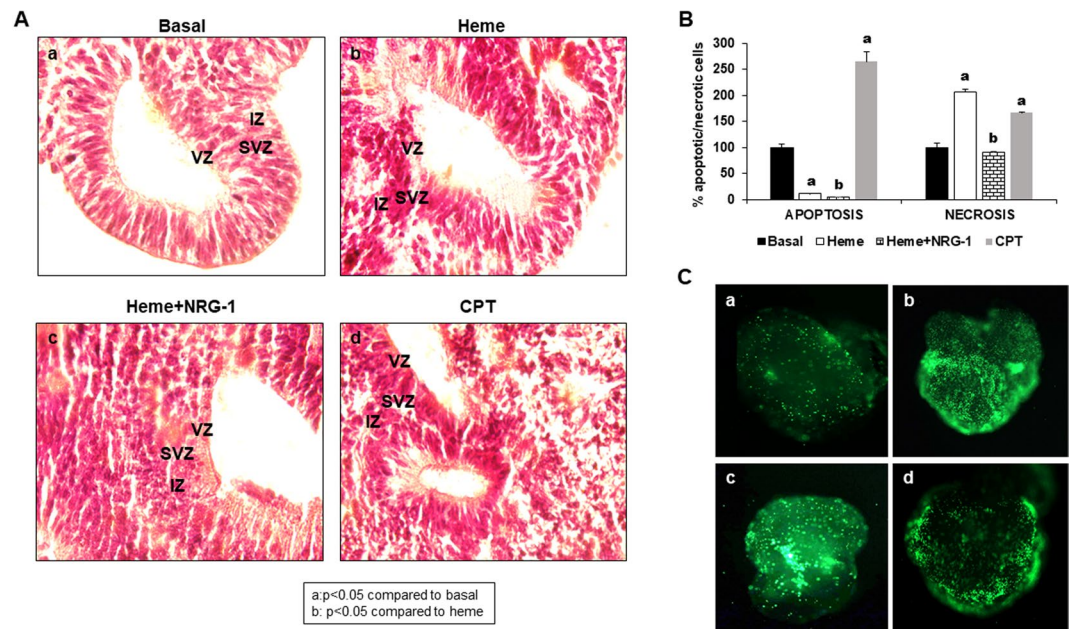 A
Basal
Heme
a
IZ
SVZ
VZ
b
VZ
SVZ
IZ
Heme+NRG-1
CPT
c
VZ
SVZ
IZ
d
VZ
SVZ
IZ
a:p<0.05 compared to basal
b: p<0.05 compared to heme
B
% apoptotic/necrotic cells
300
250
200
150
100
50
0
a
b
a
a
b
a
APOPTOSIS NECROSIS
Basal Heme Heme+NRG-1 CPT
C
a
b
c
d